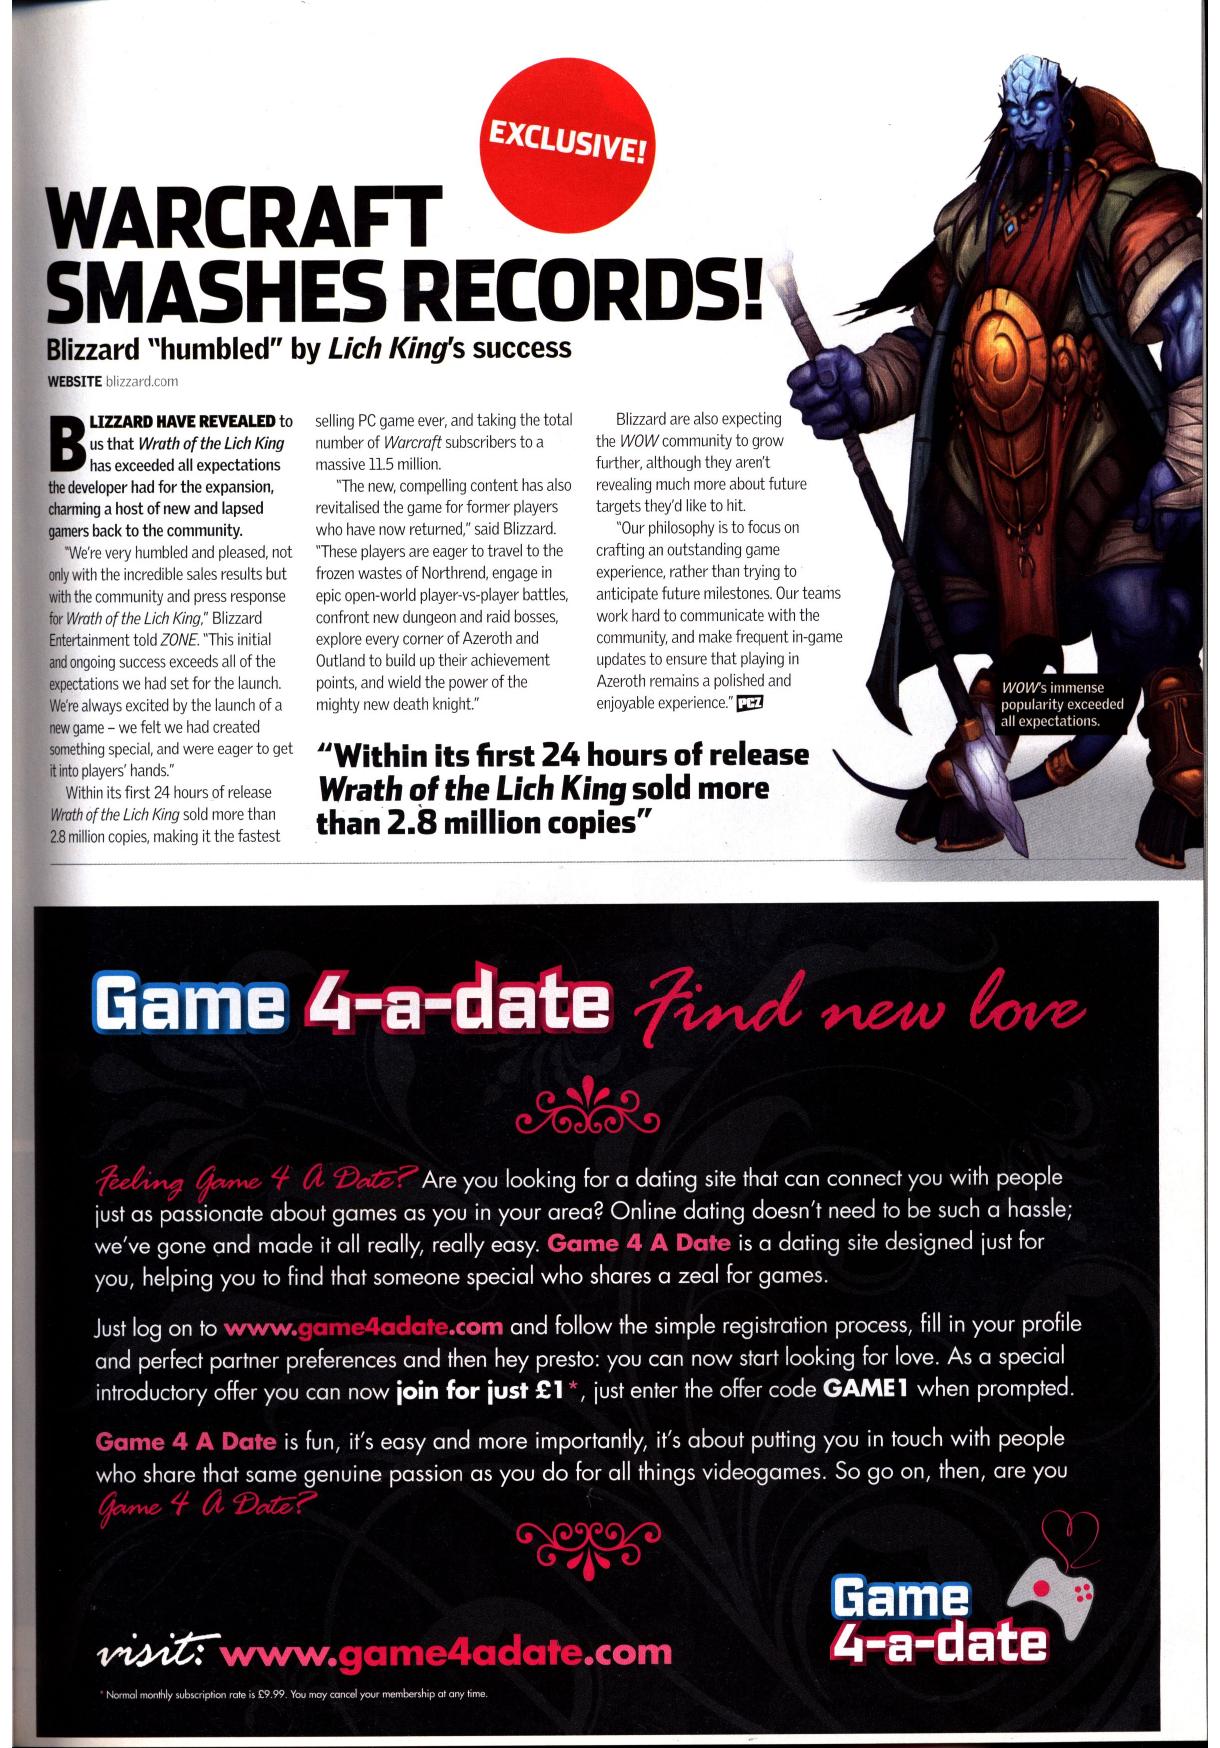 EXCLUSIVE!
WARCRAFT
SMASHES RECORDS!
Blizzard "humbled" by Lich King's success
WEBSITE blizzard.com
BLIZZARD HAVE REVEALED to
us that Wrath of the Lich King
has exceeded all expectations
the developer had for the expansion,
charming a host of new and lapsed
gamers back to the community.
"We're very humbled and pleased, not
only with the incredible sales results but
with the community and press response
for Wrath of the Lich King," Blizzard
Entertainment told ZONE. "This initial
and ongoing success exceeds all of the
expectations we had set for the launch.
We're always excited by the launch of a
new game – we felt we had created
something special, and were eager to get
it into players' hands."
Within its first 24 hours of release
Wrath of the Lich King sold more than
2.8 million copies, making it the fastest
selling PC game ever, and taking the total
number of Warcraft subscribers to a
massive 11.5 million.
"The new, compelling content has also
revitalised the game for former players
who have now returned," said Blizzard.
"These players are eager to travel to the
frozen wastes of Northrend, engage in
epic open-world player-vs-player battles,
confront new dungeon and raid bosses,
explore every corner of Azeroth and
Outland to build up their achievement
points, and wield the power of the
mighty new death knight."
Blizzard are also expecting
the WOW community to grow
further, although they aren't
revealing much more about future
targets they'd like to hit.
"Our philosophy is to focus on
crafting an outstanding game
experience, rather than trying to
anticipate future milestones. Our teams
work hard to communicate with the
community, and make frequent in-game
updates to ensure that playing in
Azeroth remains a polished and
enjoyable experience." PCZ
"Within its first 24 hours of release
Wrath of the Lich King sold more
than 2.8 million copies"
WOW's immense
popularity exceeded
all expectations.
Game 4-a-date Find new love
Feeling Game 4 A Date? Are you looking for a dating site that can connect you with people
just as passionate about games as you in your area? Online dating doesn't need to be such a hassle;
we've gone and made it all really, really easy. Game 4 A Date is a dating site designed just for
you, helping you to find that someone special who shares a zeal for games.
Just log on to www.game4adate.com and follow the simple registration process, fill in your profile
and perfect partner preferences and then hey presto: you can now start looking for love. As a special
introductory offer you can now join for just £1*, just enter the offer code GAME1 when prompted.
Game 4 A Date is fun, it's easy and more importantly, it's about putting you in touch with people
who share that same genuine passion as you do for all things videogames. So go on, then, are you
Game 4 A Date?
Game
4-a-date
visit: www.game4adate.com
* Normal monthly subscription rate is £9.99. You may cancel your membership at any time.